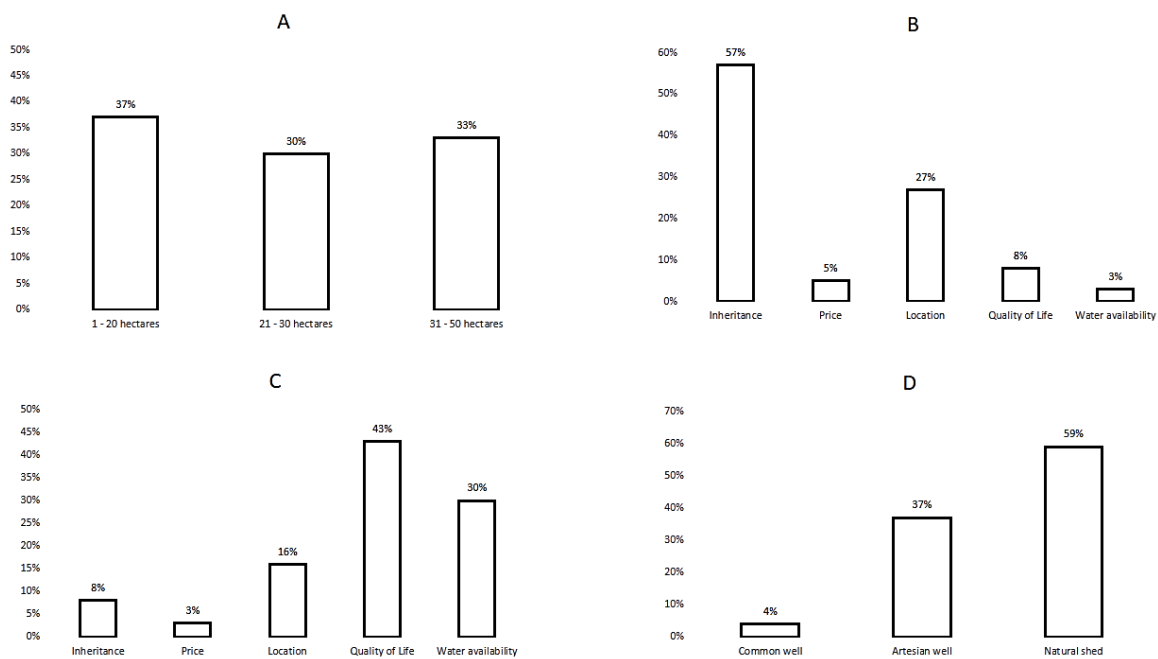 A
50%
45%
40%
35%
30%
25%
20%
15%
10%
5%
0%
37%
30%
33%
1 - 20 hectares
21 - 30 hectares
31 - 50 hectares
B
60%
50%
40%
30%
20%
10%
0%
57%
5%
27%
8%
3%
Inheritance
Price
Location
Quality of Life
Water availability
C
50%
45%
40%
35%
30%
25%
20%
15%
10%
5%
0%
8%
3%
16%
43%
30%
Inheritance
Price
Location
Quality of Life
Water availability
D
70%
60%
50%
40%
30%
20%
10%
0%
4%
37%
59%
Common well
Artesian well
Natural shed